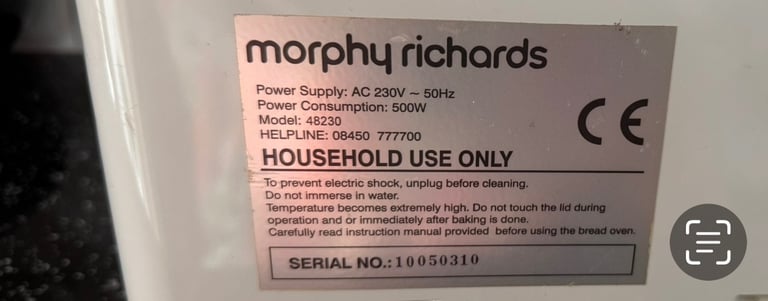 morphy richards
Power Supply: AC 230V ~ 50Hz
Power Consumption: 500W
Model: 48230
HELPLINE: 08450 777700
CE
HOUSEHOLD USE ONLY
To prevent electric shock, unplug before cleaning.
Do not immerse in water.
Temperature becomes extremely high. Do not touch the lid during
operation and or immediately after baking is done.
Carefully read instruction manual provided before using the bread oven.
SERIAL NO.: 10050310